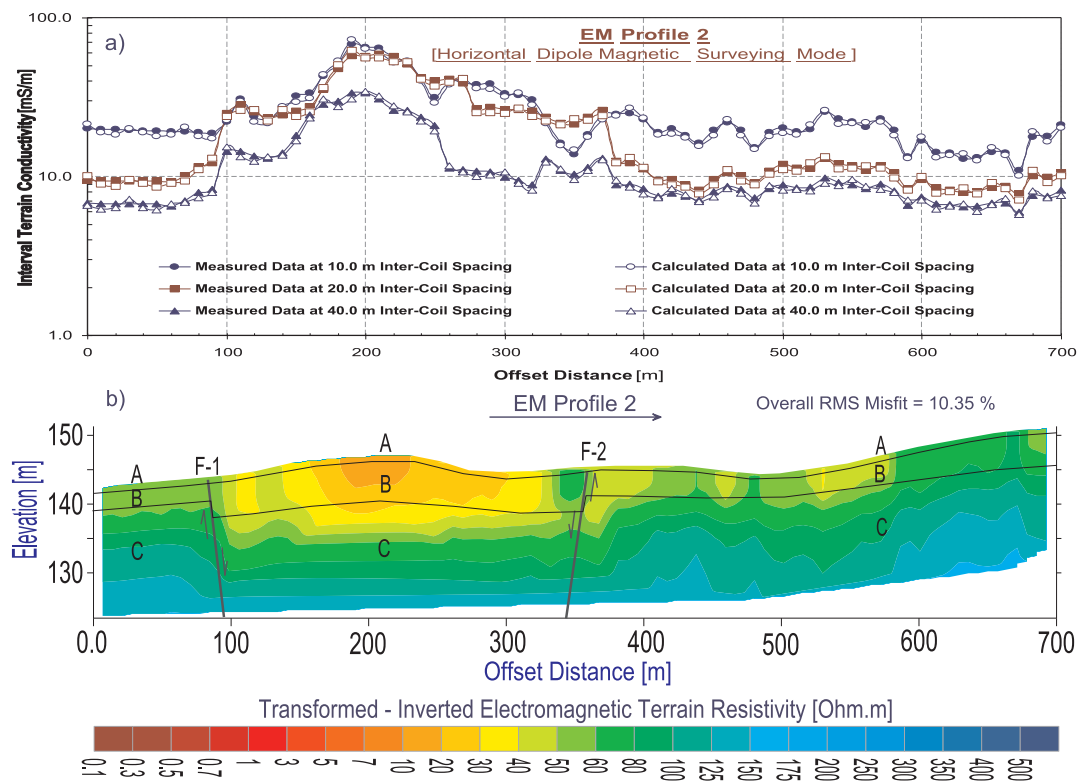 a)
EM Profile 2
[Horizontal Dipole Magnetic Surveying Mode]
Interval Terrain Conductivity[mS/m]
100.0
10.0
1.0
Measured Data at 10.0 m Inter-Coil Spacing
Calculated Data at 10.0 m Inter-Coil Spacing
Measured Data at 20.0 m Inter-Coil Spacing
Calculated Data at 20.0 m Inter-Coil Spacing
Measured Data at 40.0 m Inter-Coil Spacing
Calculated Data at 40.0 m Inter-Coil Spacing
0 100 200 300 400 500 600 700
Offset Distance [m]
b)
EM Profile 2
Overall RMS Misfit = 10.35 %
Elevation [m]
150
140
130
A F-1 A F-2 A
B B B
C C C
0.0 100 200 300 400 500 600 700
Offset Distance [m]
Transformed - Inverted Electromagnetic Terrain Resistivity [Ohm.m]
0.1 0.3 0.5 0.7 1 3 5 7 10 20 30 40 50 60 80 100 125 150 175 200 250 300 350 400 500